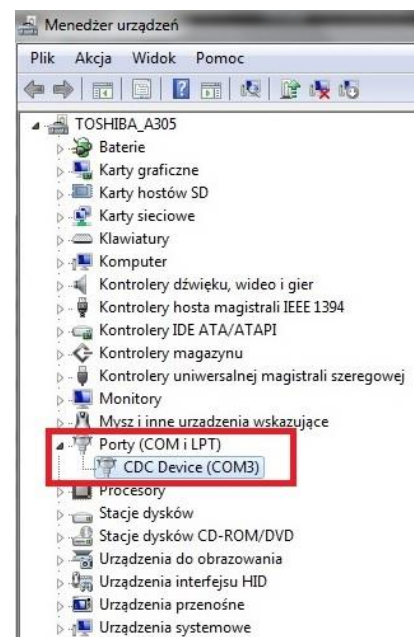 Menedżer urządzeń
Plik Akcja Widok Pomoc
TOSHIBA_A305
Baterie
Karty graficzne
Karty hostów SD
Karty sieciowe
Klawiatury
Komputer
Kontrolery dźwięku, wideo i gier
Kontrolery hosta magistrali IEEE 1394
Kontrolery IDE ATA/ATAPI
Kontrolery magazynu
Kontrolery uniwersalnej magistrali szeregowej
Monitory
Mysz i inne urządzenia wskazujące
Porty (COM i LPT)
CDC Device (COM3)
Procesory
Stacje dysków
Stacje dysków CD-ROM/DVD
Urządzenia do obrazowania
Urządzenia interfejsu HID
Urządzenia przenośne
Urządzenia systemowe